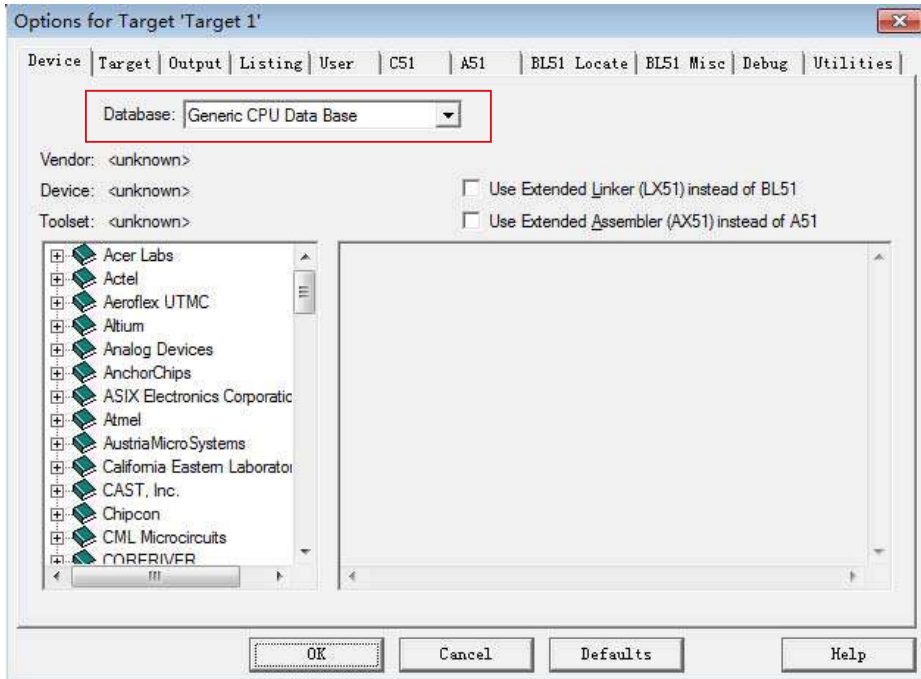 Options for Target 'Target 1'
Device Target Output Listing User C51 A51 BL51 Locate BL51 Misc Debug Utilities
Database: Generic CPU Data Base
Vendor: <unknown>
Device: <unknown>
Use Extended Linker (LX51) instead of BL51
Toolset: <unknown>
Use Extended Assembler (AX51) instead of A51
Acer Labs
Actel
Aeroflex UTMC
Altium
Analog Devices
AnchorChips
ASIX Electronics Corporatic
Atmel
AustriaMicroSystems
California Eastern Laborator
CAST, Inc.
Chipcon
CML Microcircuits
CORERIVER
OK Cancel Defaults Help